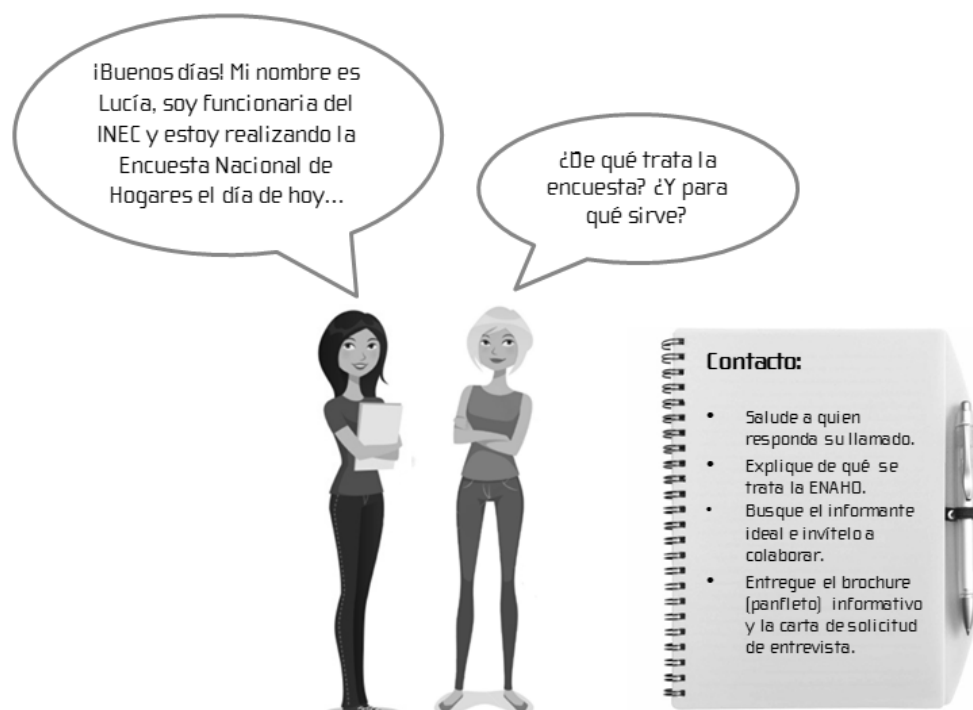 ¡Buenos días! Mi nombre es
Lucía, soy funcionaria del
INEC y estoy realizando la
Encuesta Nacional de
Hogares el día de hoy...
¿De qué trata la
encuesta? ¿Y para
qué sirve?
Contacto:
• Salude a quien
responda su llamado.
• Explique de qué se
trata la ENAHO.
• Busque el informante
ideal e invítelo a
colaborar.
• Entregue el brochure
(panfleto) informativo
y la carta de solicitud
de entrevista.